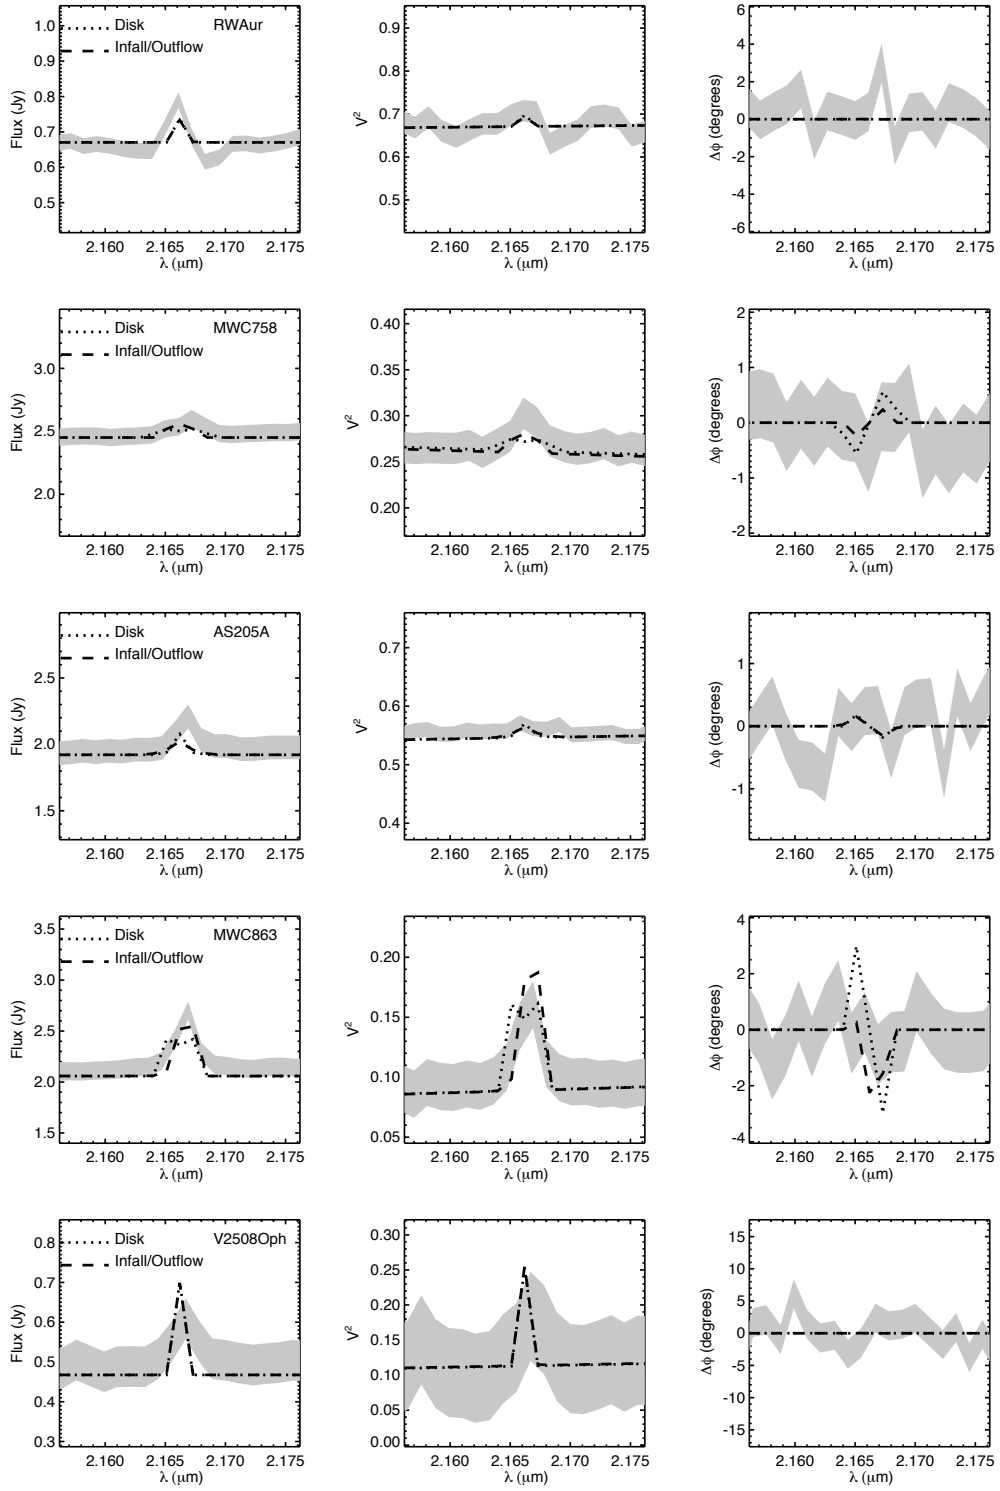 1.0
0.8
0.7
0.6
0.5
Flux (Jy)
Disk RWAur
Infall/Outflow
2.160 2.165 2.170 2.175
λ (μm)
0.9
0.8
0.7
0.6
0.5
V²
2.160 2.165 2.170 2.175
λ (μm)
6
4
2
0
-2
-4
-6
Δϕ (degrees)
2.160 2.165 2.170 2.175
λ (μm)
3.0
2.5
2.0
Flux (Jy)
Disk MWC758
Infall/Outflow
2.160 2.165 2.170 2.175
λ (μm)
0.40
0.30
0.25
0.20
V²
2.160 2.165 2.170 2.175
λ (μm)
2
1
0
-1
-2
Δϕ (degrees)
2.160 2.165 2.170 2.175
λ (μm)
2.5
2.0
1.5
Flux (Jy)
Disk AS205A
Infall/Outflow
2.160 2.165 2.170 2.175
λ (μm)
0.7
0.6
0.5
0.4
V²
2.160 2.165 2.170 2.175
λ (μm)
1
0
-1
Δϕ (degrees)
2.160 2.165 2.170 2.175
λ (μm)
3.5
3.0
2.5
2.0
1.5
Flux (Jy)
Disk MWC863
Infall/Outflow
2.160 2.165 2.170 2.175
λ (μm)
0.20
0.15
0.10
0.05
V²
2.160 2.165 2.170 2.175
λ (μm)
4
2
0
-2
-4
Δϕ (degrees)
2.160 2.165 2.170 2.175
λ (μm)
0.8
0.7
0.6
0.5
0.4
0.3
Flux (Jy)
Disk V2508Oph
Infall/Outflow
2.160 2.165 2.170 2.175
λ (μm)
0.30
0.25
0.20
0.15
0.10
0.05
0.00
V²
2.160 2.165 2.170 2.175
λ (μm)
15
10
5
0
-5
-10
-15
Δϕ (degrees)
2.160 2.165 2.170 2.175
λ (μm)